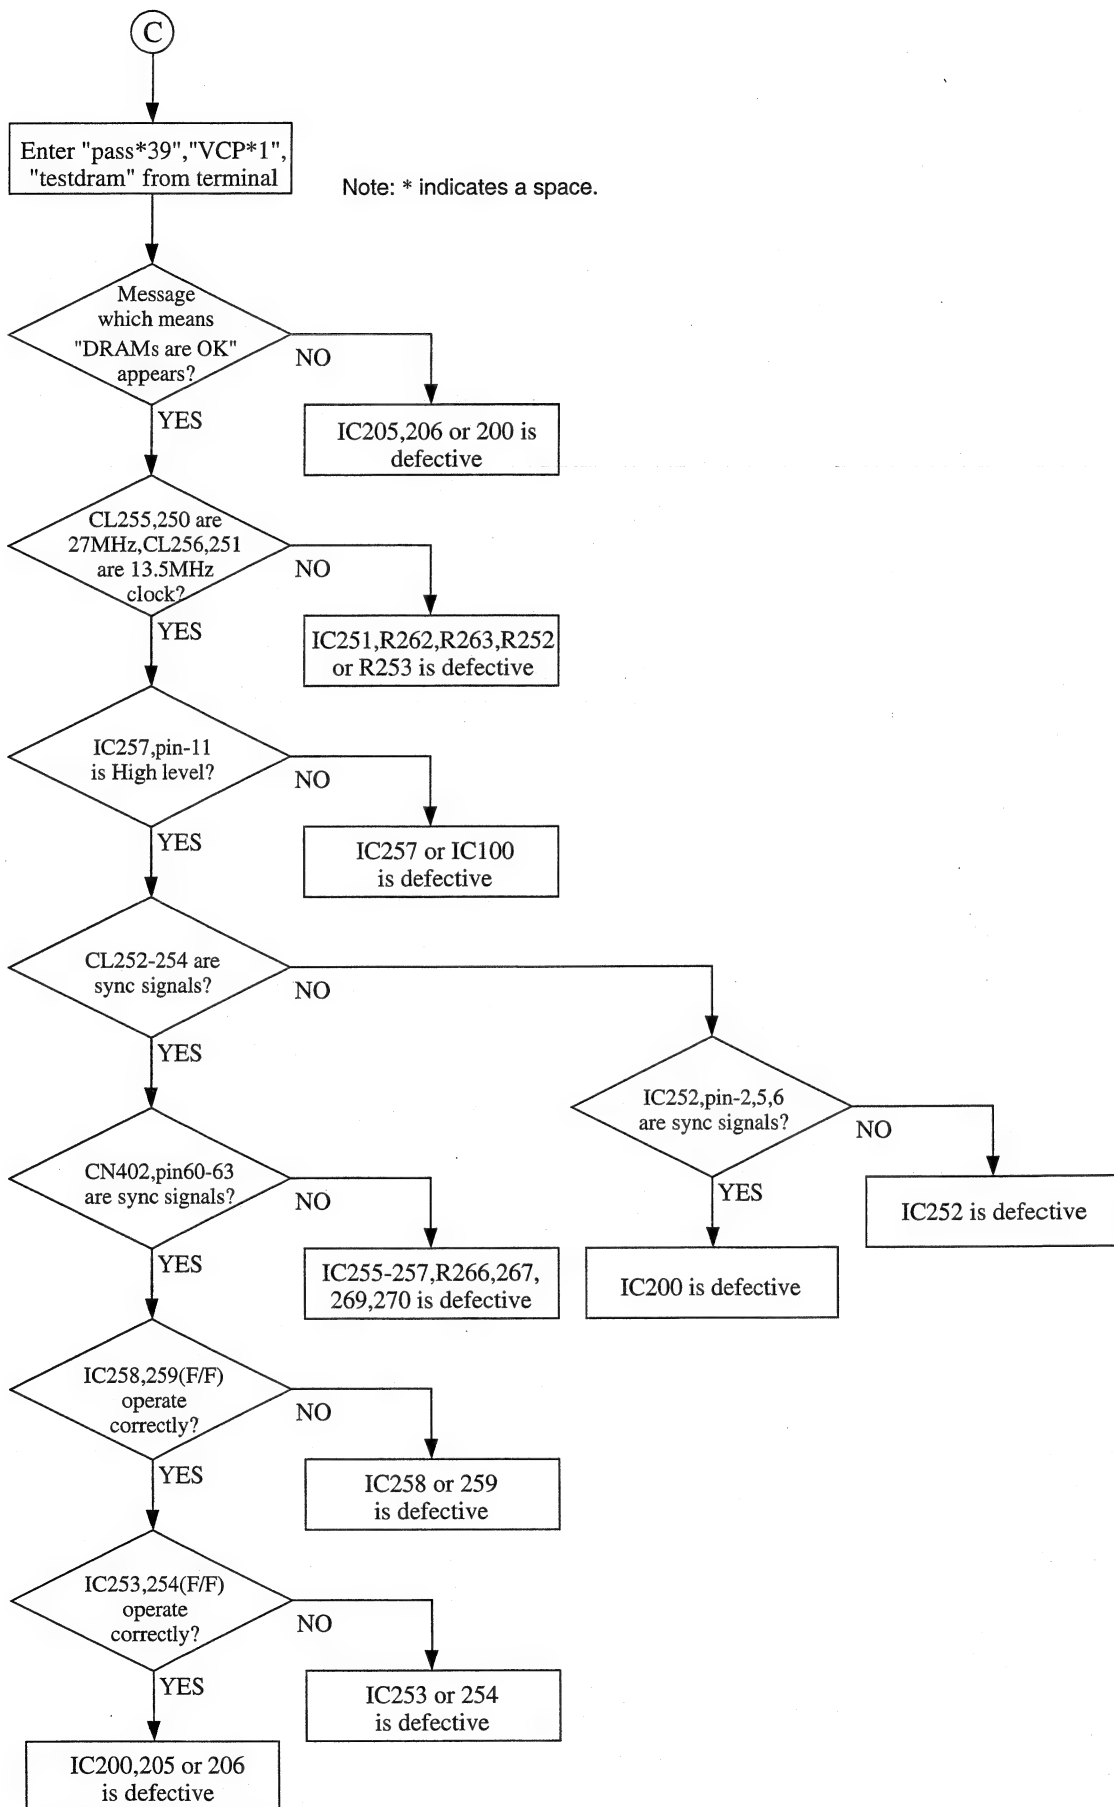 C
Enter "pass*39","VCP*1",
"testdram" from terminal
Note: * indicates a space.
Message
which means
"DRAMs are OK"
appears?
NO
YES
IC205,206 or 200 is
defective
CL255,250 are
27MHz,CL256,251
are 13.5MHz
clock?
NO
YES
IC251,R262,R263,R252
or R253 is defective
IC257,pin-11
is High level?
NO
YES
IC257 or IC100
is defective
CL252-254 are
sync signals?
NO
YES
IC252,pin-2,5,6
are sync signals?
NO
YES
IC252 is defective
IC200 is defective
CN402,pin60-63
are sync signals?
NO
YES
IC255-257,R266,267,
269,270 is defective
IC258,259(F/F)
operate
correctly?
NO
YES
IC258 or 259
is defective
IC253,254(F/F)
operate
correctly?
NO
YES
IC253 or 254
is defective
IC200,205 or 206
is defective